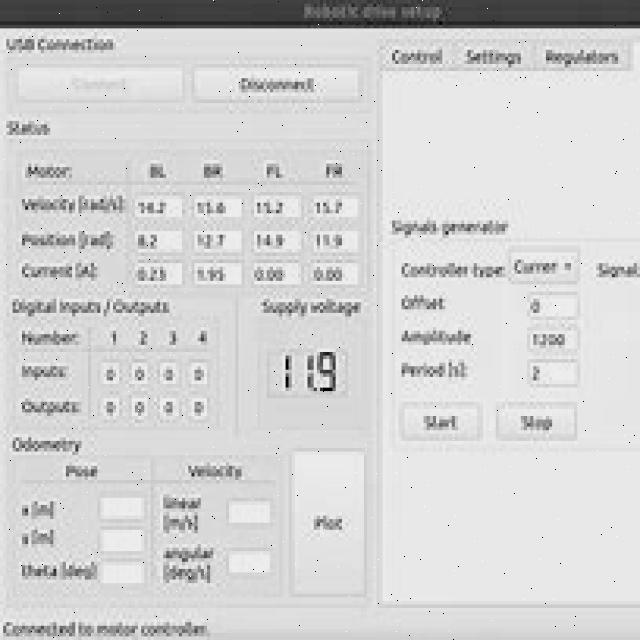 Robotic drive setup
USB Connection
Connect Disconnect
Status
Motor: BL BR FL FR
Velocity [rad/s]: 14.2 15.6 15.2 15.7
Position [rad]: 8.2 12.7 14.9 11.9
Current [A]: 0.23 1.95 0.00 0.00
Digital Inputs / Outputs
Number: 1 2 3 4
Inputs: 0 0 0 0
Outputs: 0 0 0 0
Supply voltage
11.9
Odometry
Pose Velocity
x [m]
y [m]
theta [deg]
linear
[m/s]
angular
[deg/s]
Plot
Connected to motor controller.
Control Settings Regulators
Signals generator
Controller type: Curren Signal
Offset 0
Amplitude 1200
Period [s]: 2
Start Stop